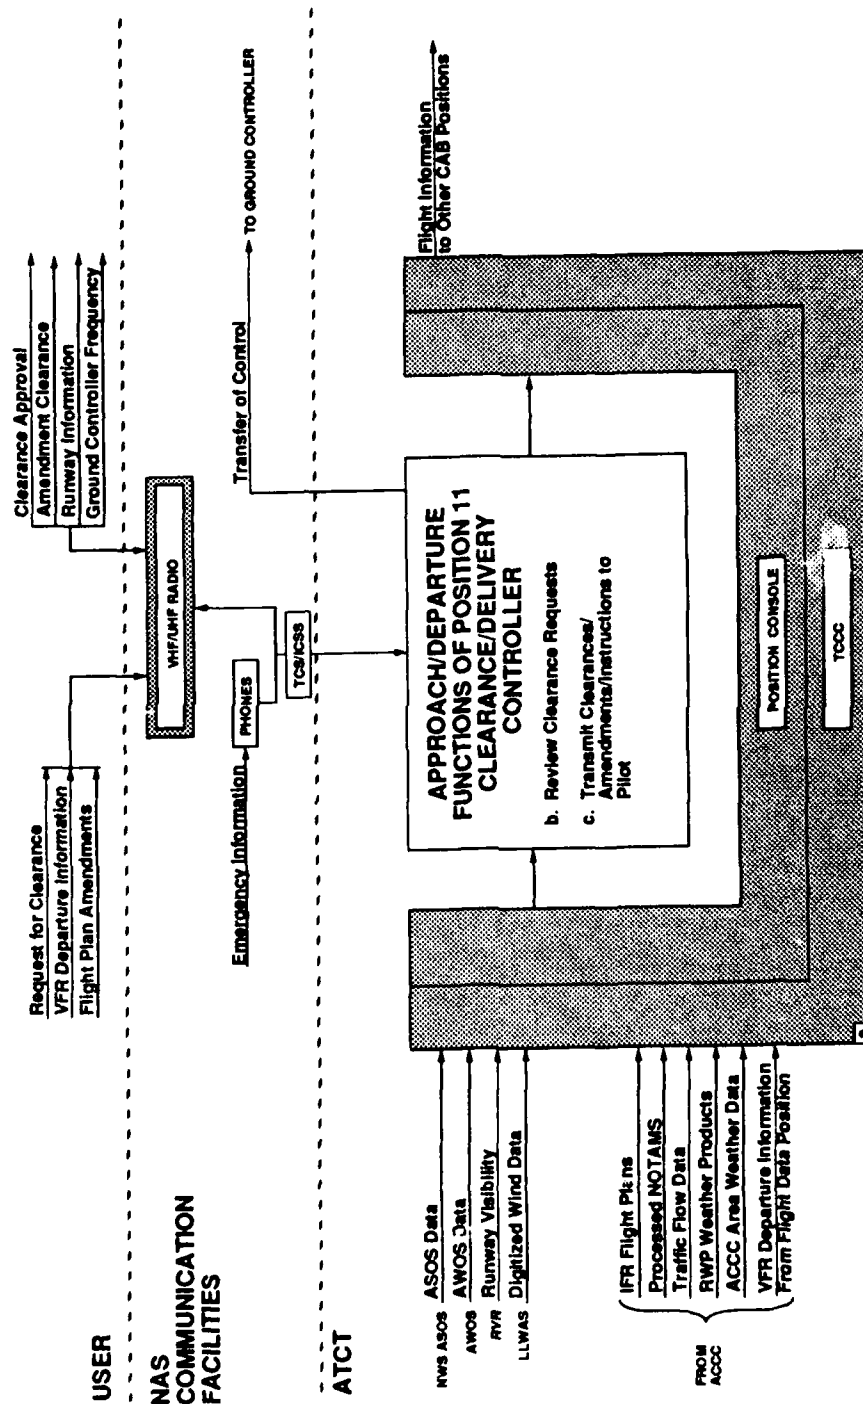 USER
Request for Clearance
VFR Departure Information
Flight Plan Amendments
Clearance Approval
Amendment Clearance
Runway Information
Ground Controller Frequency
NAS
COMMUNICATION
FACILITIES
VHF/UHF RADIO
Emergency Information
PHONES
TCS/ICSS
ATCT
Transfer of Control
TO GROUND CONTROLLER
NWS ASOS
ASOS Data
AWOS
AWOS Data
RVR
Runway Visibility
LLWAS
Digitized Wind Data
FROM
ACCC
IFR Flight Plans
Processed NOTAMS
Traffic Flow Data
RWP Weather Products
ACCC Area Weather Data
VFR Departure Information
From Flight Data Position
APPROACH/DEPARTURE
FUNCTIONS OF POSITION 11
CLEARANCE/DELIVERY
CONTROLLER
b. Review Clearance Requests
c. Transmit Clearances/
Amendments/Instructions to
Pilot
POSITION CONSOLE
TCCC
Flight Information
to Other CAB Positions